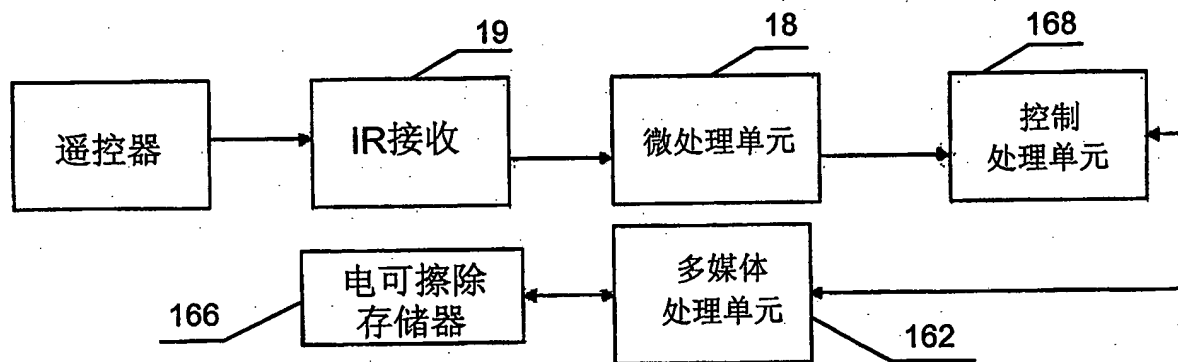 19
18
168
遥控器
IR接收
微处理单元
控制
处理单元
电可擦除
存储器
多媒体
处理单元
166
162